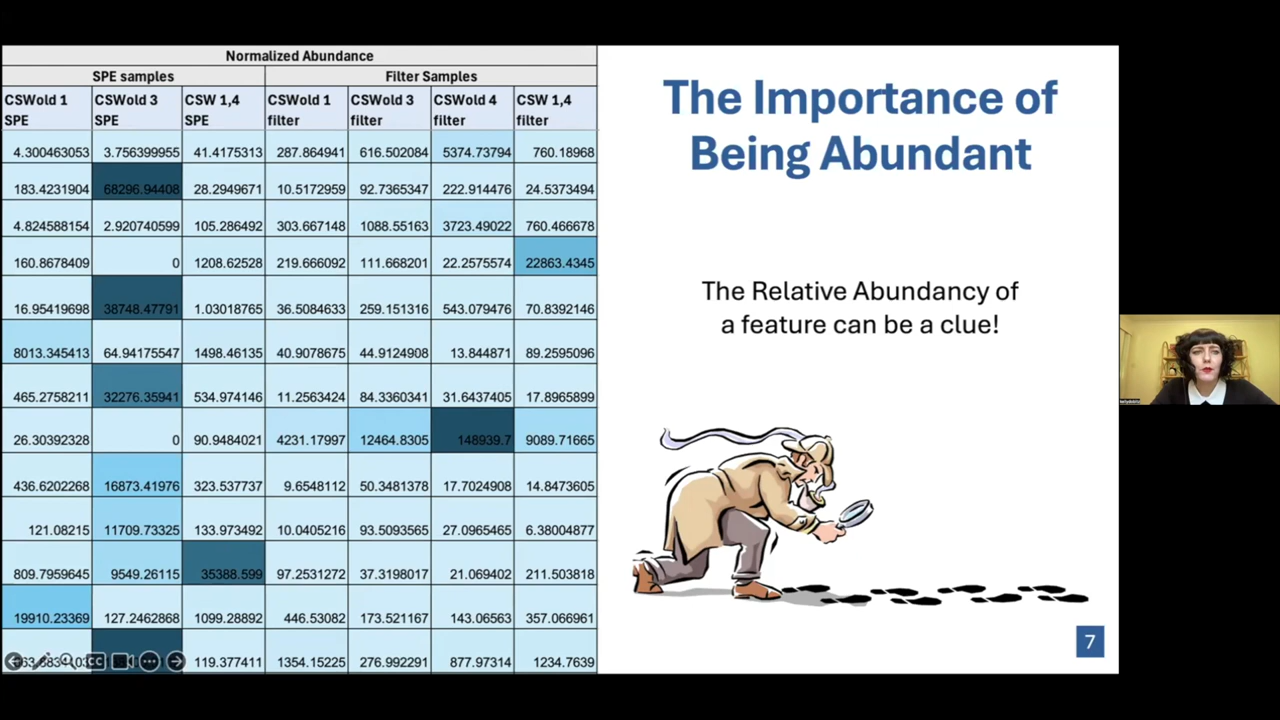 Normalized Abundance
SPE samples Filter Samples
CSWold 1 CSWold 3 CSW 1,4 CSWold 1 CSWold 3 CSWold 4 CSW 1,4
SPE SPE SPE filter filter filter filter
4.300463053 3.756399955 41.4175313 287.864941 616.502084 5374.73794 760.18968
183.4231904 68296.94408 28.2949671 10.5172959 92.7365347 222.914476 24.5373494
4.824588154 2.920740599 105.286492 303.667148 1088.55163 3723.49022 760.466678
160.8678409 0 1208.62528 219.666092 111.668201 22.2575574 22863.4345
16.95419698 38748.47791 1.03018765 36.5084633 259.151316 543.079476 70.8392146
8013.345413 64.94175547 1498.46135 40.9078675 44.9124908 13.844871 89.2595096
465.2758211 32276.35941 534.974146 11.2563424 84.3360341 31.6437405 17.8965899
26.30392328 0 90.9484021 4231.17997 12464.8305 148939.7 9089.71665
436.6202268 16873.41976 323.537737 9.6548112 50.3481378 17.7024908 14.8473605
121.08215 11709.73325 133.973492 10.0405216 93.5093565 27.0965465 6.38004877
809.7959645 9549.26115 35388.599 97.2531272 37.3198017 21.069402 211.503818
19910.23369 127.2462868 1099.28892 446.53082 173.521167 143.06563 357.066961
119.377411 1354.15225 276.992291 877.97314 1234.7639
CC
The Importance of
Being Abundant
The Relative Abundancy of
a feature can be a clue!
7